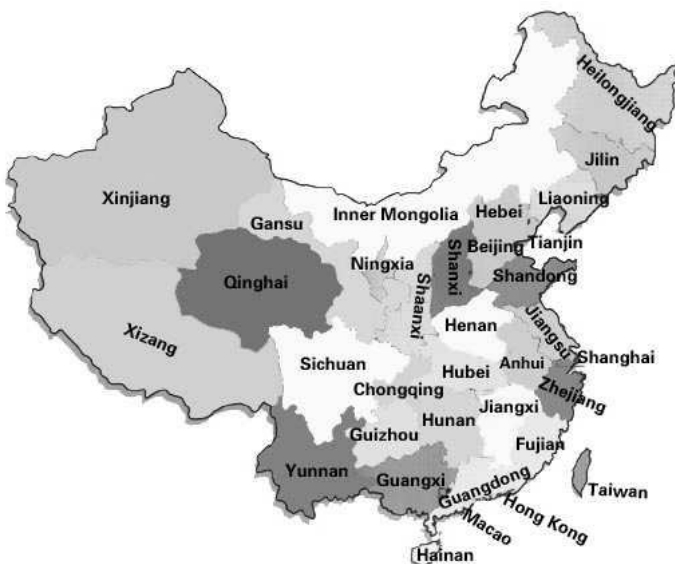 Heilongjiang
Jilin
Xinjiang
Liaoning
Inner Mongolia
Hebei
Gansu
Beijing
Tianjin
Ningxia
Shanxi
Shandong
Qinghai
Shaanxi
Xizang
Henan
Jiangsu
Sichuan
Shanghai
Anhui
Hubei
Chongqing
Zhejiang
Jiangxi
Hunan
Guizhou
Fujian
Yunnan
Guangxi
Guangdong
Taiwan
Hong Kong
Macao
Hainan